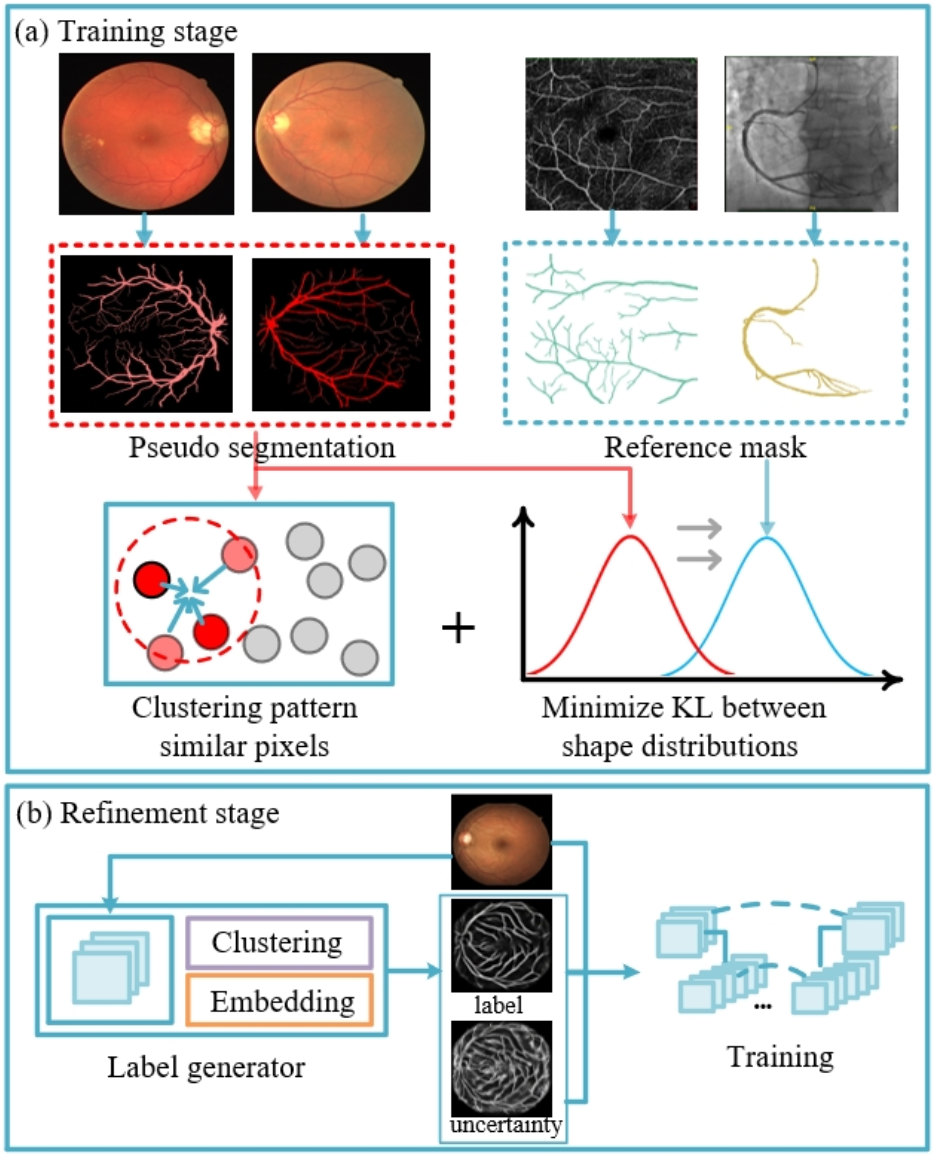 (a) Training stage
Pseudo segmentation
Reference mask
+
Clustering pattern
similar pixels
Minimize KL between
shape distributions
(b) Refinement stage
Clustering
Embedding
Label generator
label
uncertainty
...
Training